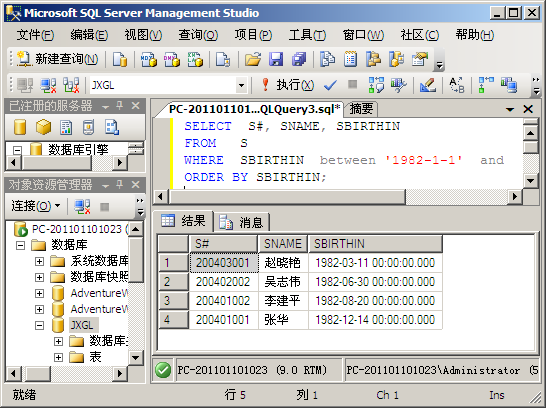 Microsoft SQL Server Management Studio
文件(F) 编辑(E) 视图(V) 查询(Q) 项目(P) 工具(T) 窗口(W) 社区(C) 帮助(H)
新建查询(N)
JXGL 执行(X)
已注册的服务器
数据库引擎
对象资源管理器
连接(O)
PC-201101101023 (
数据库
系统数据库
数据库快照
AdventureW
AdventureW
JXGL
数据库
表
PC-201101101...QLQuery3.sql* 摘要
SELECT S#, SNAME, SBIRTHIN
FROM S
WHERE SBIRTHIN between '1982-1-1' and
ORDER BY SBIRTHIN;
结果 消息
S# SNAME SBIRTHIN
1 200403001 赵晓艳 1982-03-11 00:00:00.000
2 200402002 吴志伟 1982-06-30 00:00:00.000
3 200401002 李建平 1982-08-20 00:00:00.000
4 200401001 张华 1982-12-14 00:00:00.000
PC-201101101023 (9.0 RTM) PC-201101101023\Administrator (5
就绪 行 5 列 1 Ch 1 Ins